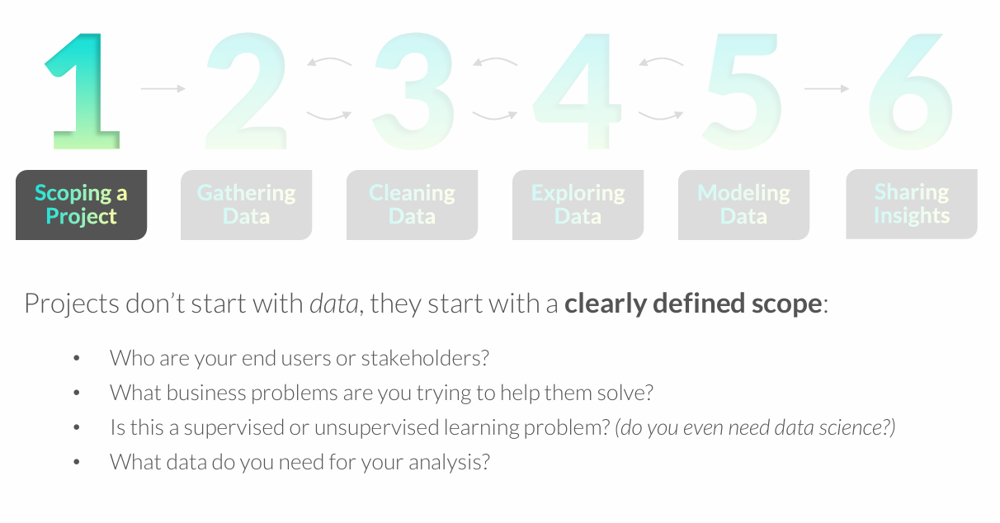 1
2
3
4
5
6
Scoping a
Project
Gathering
Data
Cleaning
Data
Exploring
Data
Modeling
Data
Sharing
Insights
Projects don’t start with data, they start with a clearly defined scope:
• Who are your end users or stakeholders?
• What business problems are you trying to help them solve?
• Is this a supervised or unsupervised learning problem? (do you even need data science?)
• What data do you need for your analysis?